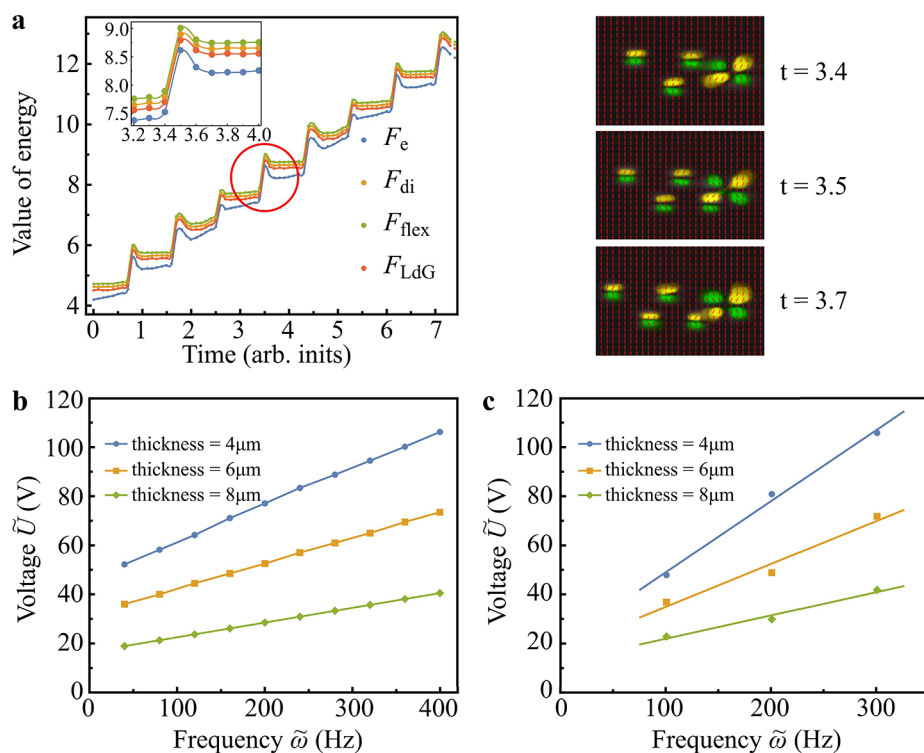 a
9.0
8.5
8.0
7.5
3.2 3.4 3.6 3.8 4.0
12
10
8
6
4
Value of energy
Fe
Fdi
Fflex
FLdG
0 1 2 3 4 5 6 7
Time (arb. inits)
t = 3.4
t = 3.5
t = 3.7
b
120
100
80
60
40
20
0
Voltage Ũ (V)
thickness = 4μm
thickness = 6μm
thickness = 8μm
0 100 200 300 400
Frequency ω̃ (Hz)
c
120
100
80
60
40
20
0
Voltage Ũ (V)
thickness = 4μm
thickness = 6μm
thickness = 8μm
100 200 300
Frequency ω̃ (Hz)